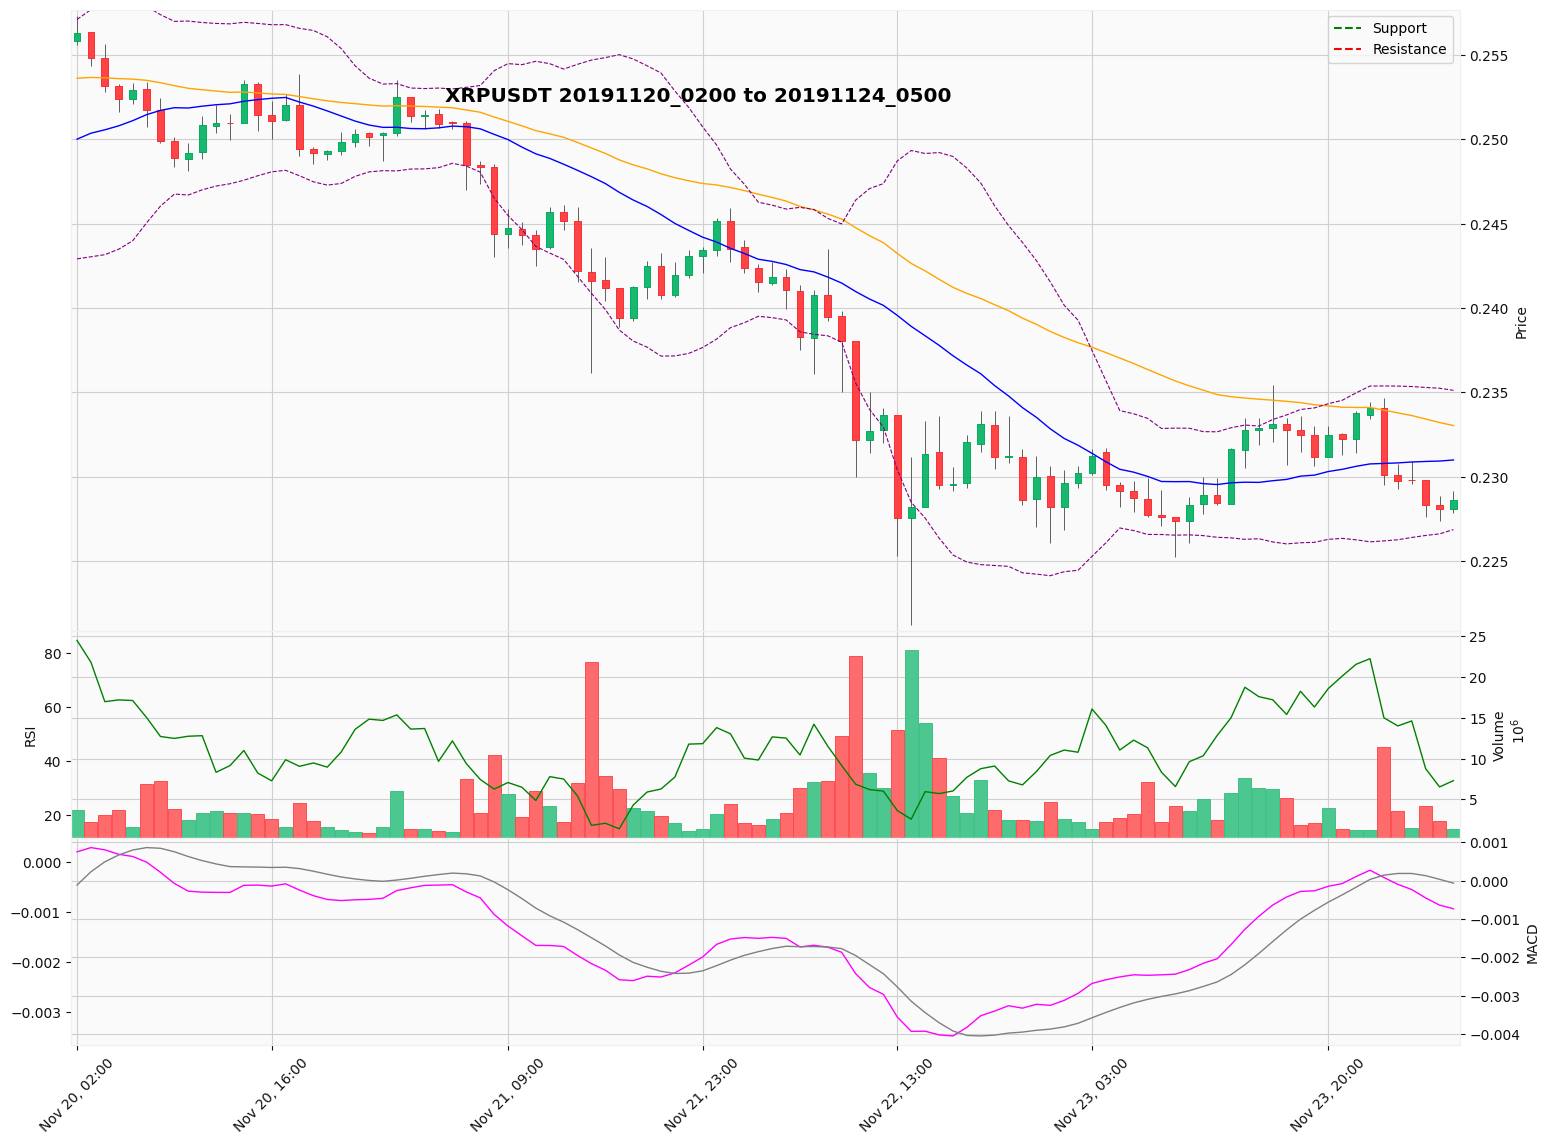 XRPUSDT 20191120_0200 to 20191124_0500
Support
Resistance
0.255
0.250
0.245
0.240
0.235
0.230
0.225
Price
80
60
40
20
RSI
25
20
15
10
5
Volume
10^6
0.000
−0.001
−0.002
−0.003
0.001
0.000
−0.001
−0.002
−0.003
−0.004
MACD
Nov 20, 02:00
Nov 20, 16:00
Nov 21, 09:00
Nov 21, 23:00
Nov 22, 13:00
Nov 23, 03:00
Nov 23, 20:00